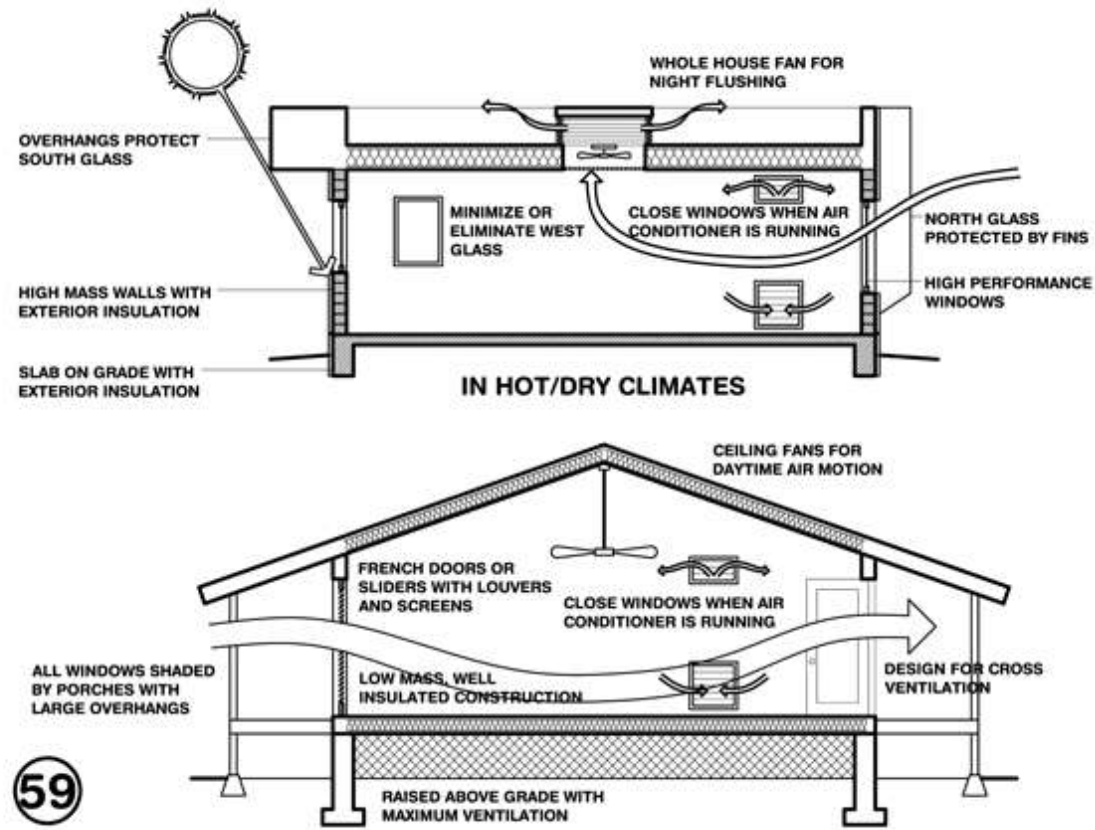 WHOLE HOUSE FAN FOR
NIGHT FLUSHING
OVERHANGS PROTECT
SOUTH GLASS
MINIMIZE OR
ELIMINATE WEST
GLASS
CLOSE WINDOWS WHEN AIR
CONDITIONER IS RUNNING
NORTH GLASS
PROTECTED BY FINS
HIGH MASS WALLS WITH
EXTERIOR INSULATION
HIGH PERFORMANCE
WINDOWS
SLAB ON GRADE WITH
EXTERIOR INSULATION
IN HOT/DRY CLIMATES
CEILING FANS FOR
DAYTIME AIR MOTION
FRENCH DOORS OR
SLIDERS WITH LOUVERS
AND SCREENS
CLOSE WINDOWS WHEN AIR
CONDITIONER IS RUNNING
ALL WINDOWS SHADED
BY PORCHES WITH
LARGE OVERHANGS
LOW MASS, WELL
INSULATED CONSTRUCTION
DESIGN FOR CROSS
VENTILATION
59
RAISED ABOVE GRADE WITH
MAXIMUM VENTILATION